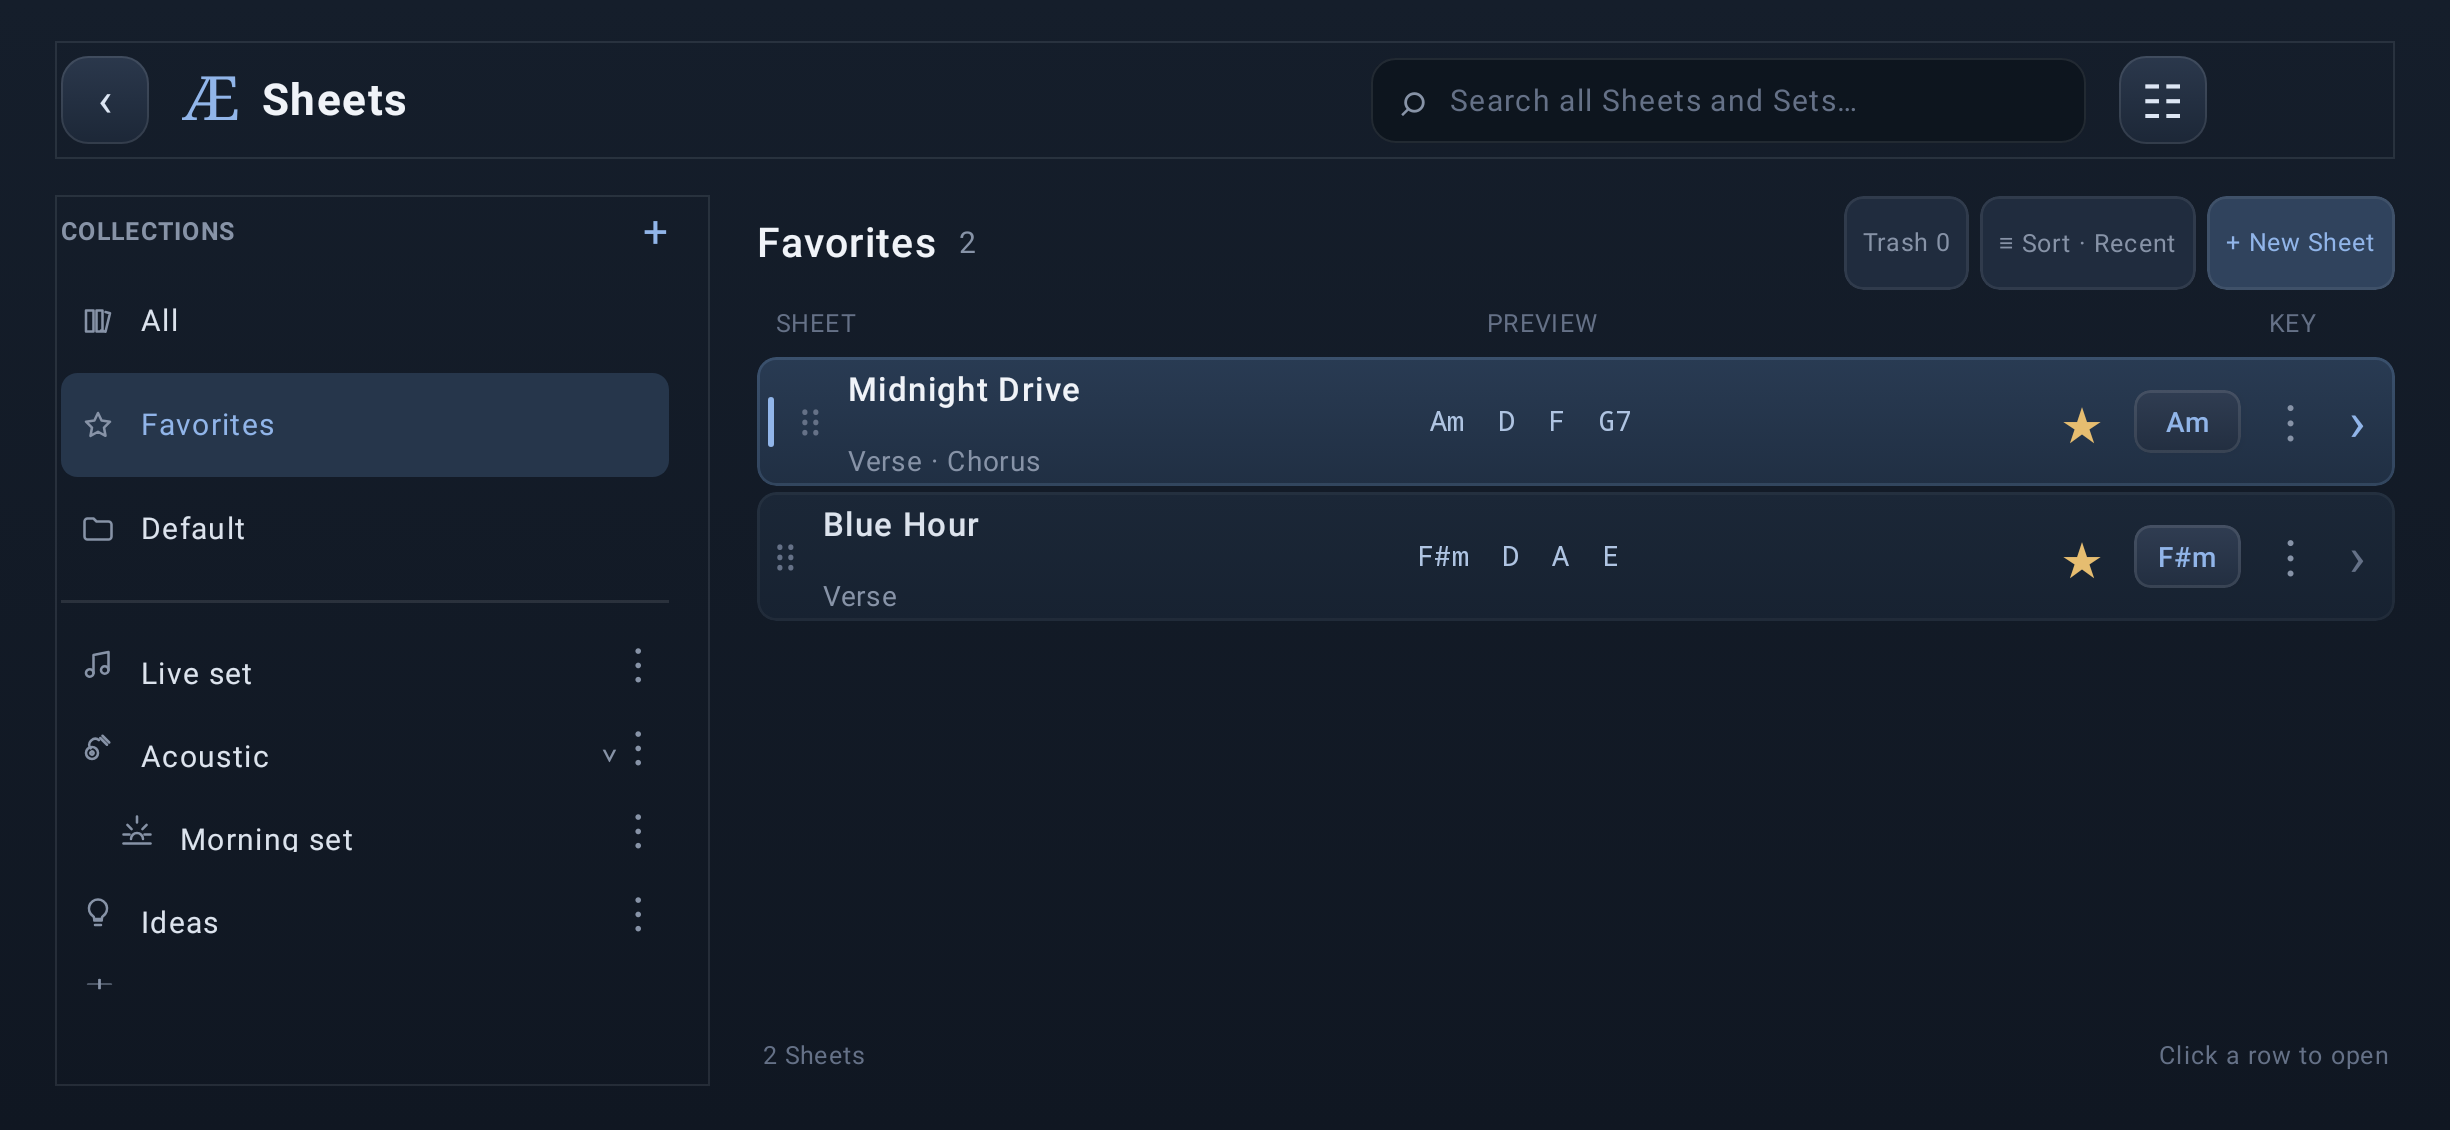 ‹ Æ Sheets
Search all Sheets and Sets…
COLLECTIONS +
All
Favorites
Default
Live set
Acoustic
Morning set
Ideas
Favorites 2
Trash 0
≡ Sort · Recent
+ New Sheet
SHEET PREVIEW KEY
Midnight Drive
Verse · Chorus
Am D F G7
★ Am ⋮ ›
Blue Hour
Verse
F#m D A E
★ F#m ⋮ ›
2 Sheets
Click a row to open